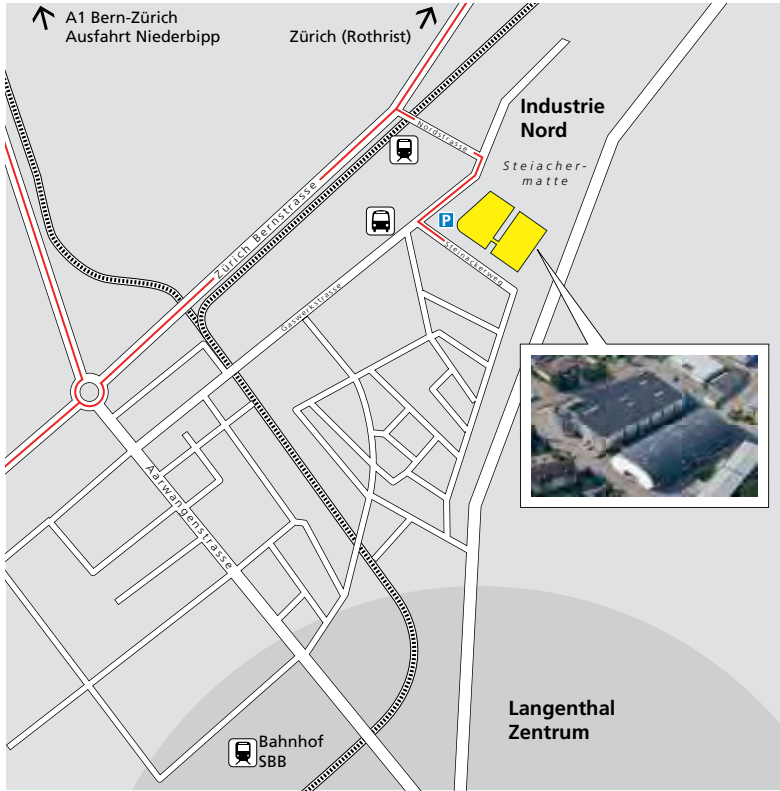 A1 Bern-Zürich
Ausfahrt Niederbipp
Zürich (Rothrist)
Industrie
Nord
Nordstrasse
Steiacher-
matte
Zürich Bernstrasse
P
Steinackerweg
Gaswerkstrasse
Aarwangenstrasse
Langenthal
Zentrum
Bahnhof
SBB